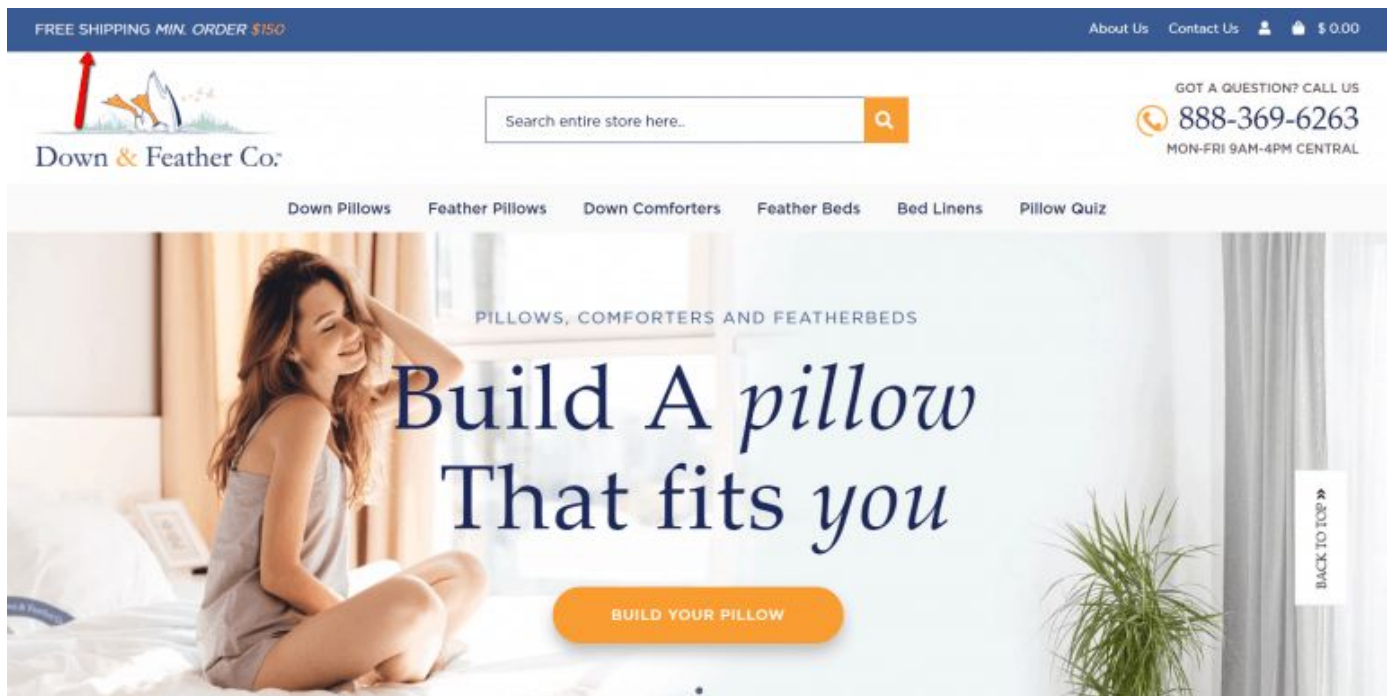 FREE SHIPPING MIN. ORDER $150
About Us Contact Us $ 0.00
Down & Feather Co.™
Search entire store here..
GOT A QUESTION? CALL US
888-369-6263
MON-FRI 9AM-4PM CENTRAL
Down Pillows Feather Pillows Down Comforters Feather Beds Bed Linens Pillow Quiz
PILLOWS, COMFORTERS AND FEATHERBEDS
Build A pillow
That fits you
BUILD YOUR PILLOW
BACK TO TOP »